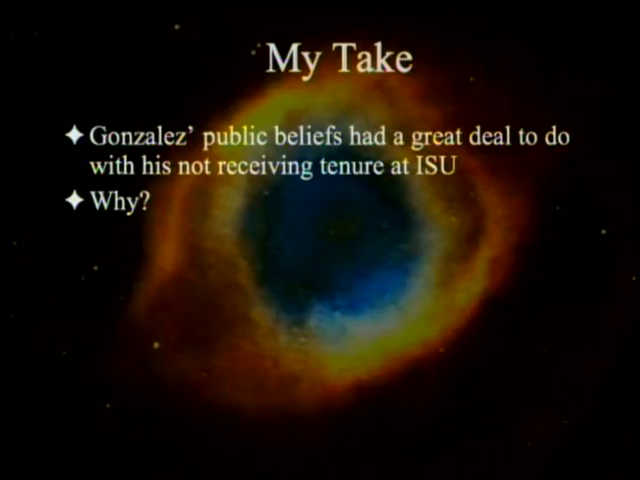 My Take
Gonzalez' public beliefs had a great deal to do
with his not receiving tenure at ISU
Why?